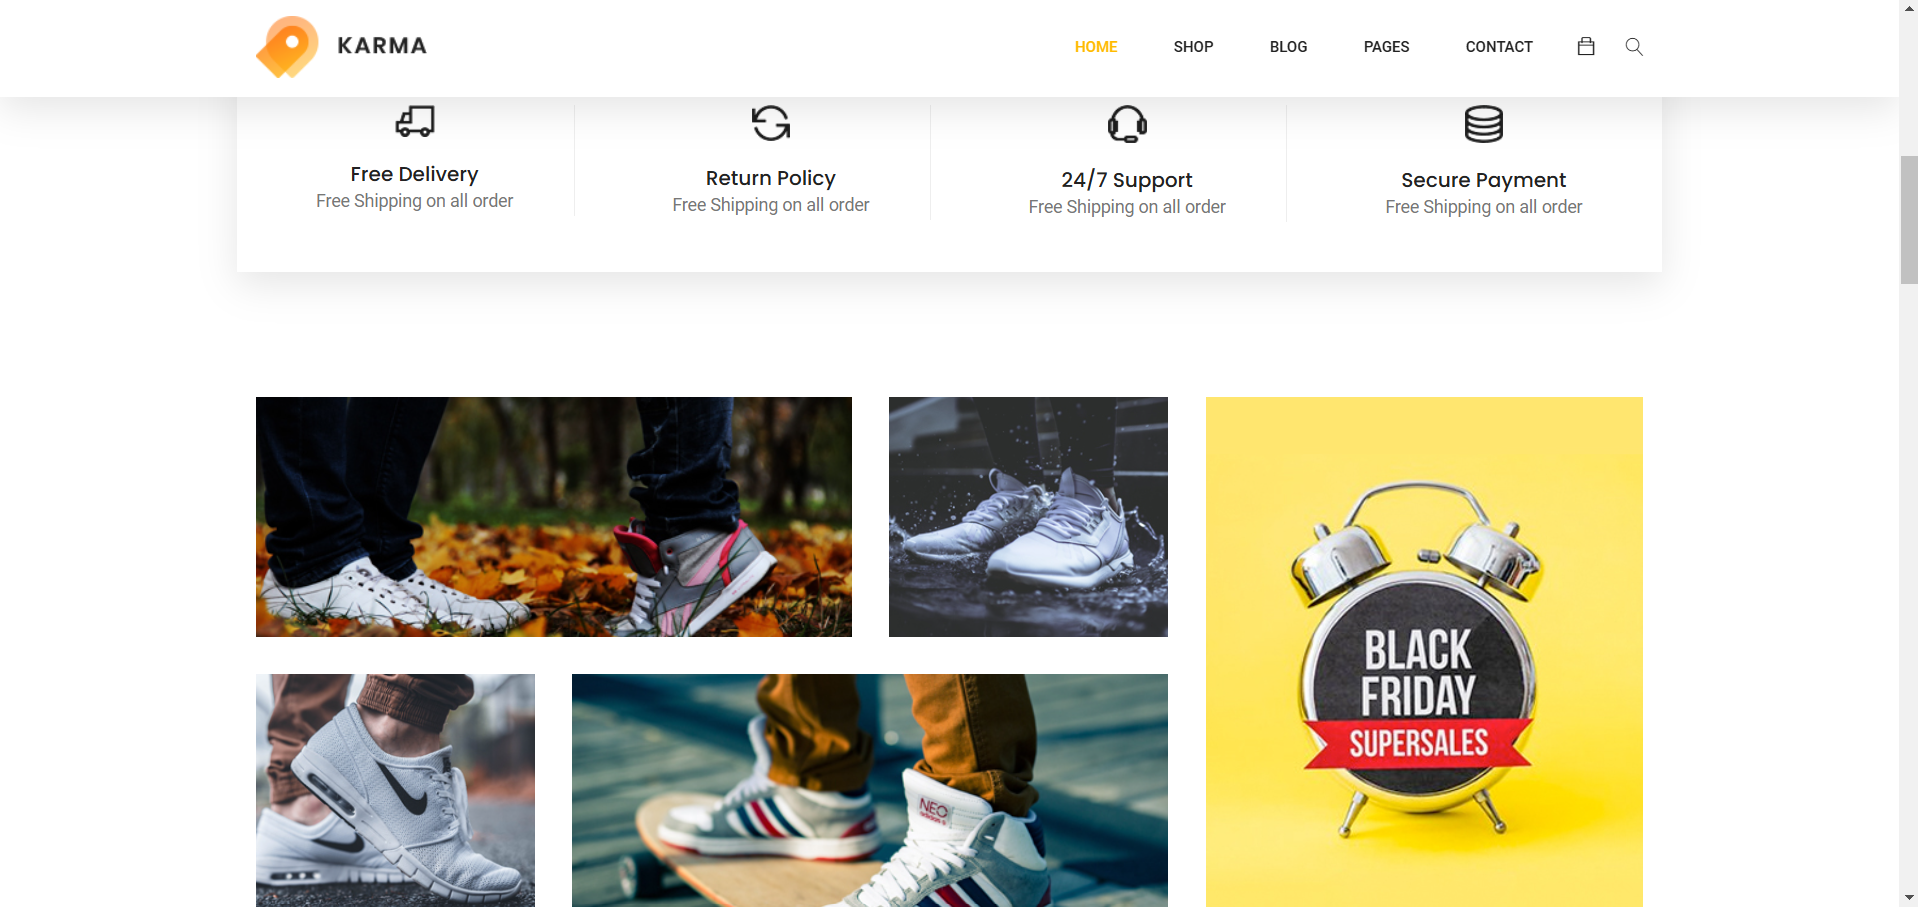 KARMA
HOME SHOP BLOG PAGES CONTACT
Free Delivery
Free Shipping on all order
Return Policy
Free Shipping on all order
24/7 Support
Free Shipping on all order
Secure Payment
Free Shipping on all order
BLACK
FRIDAY
SUPERSALES
NEO
adidas